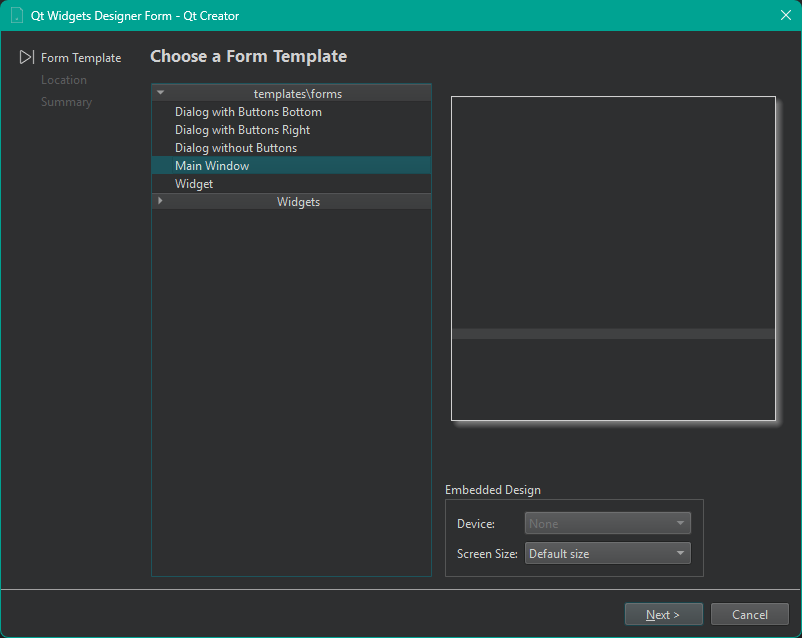 Qt Widgets Designer Form - Qt Creator
Form Template
Location
Summary
Choose a Form Template
templates\forms
Dialog with Buttons Bottom
Dialog with Buttons Right
Dialog without Buttons
Main Window
Widget
Widgets
Embedded Design
Device: None
Screen Size: Default size
Next >
Cancel